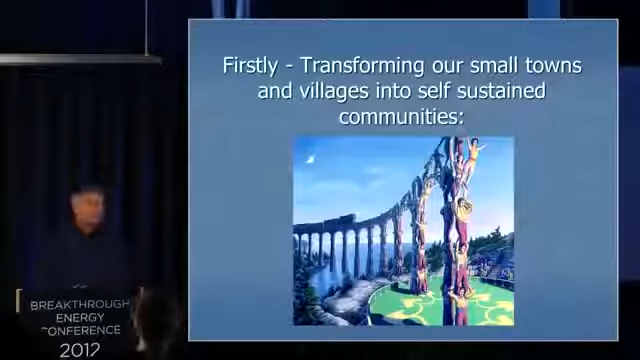 Firstly - Transforming our small towns
and villages into self sustained
communities:
BREAKTHROUGH
ENERGY
CONFERENCE
2012